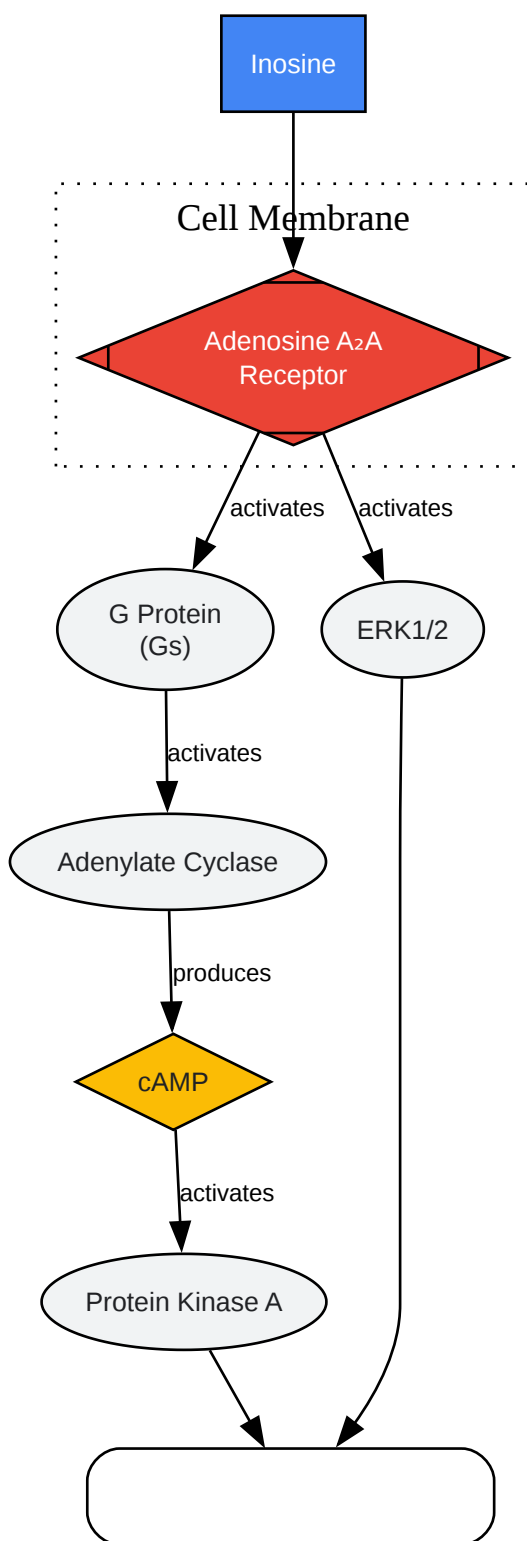 Inosine
Cell Membrane
Adenosine A₂A
Receptor
activates
activates
G Protein
(Gs)
ERK1/2
activates
Adenylate Cyclase
produces
cAMP
activates
Protein Kinase A